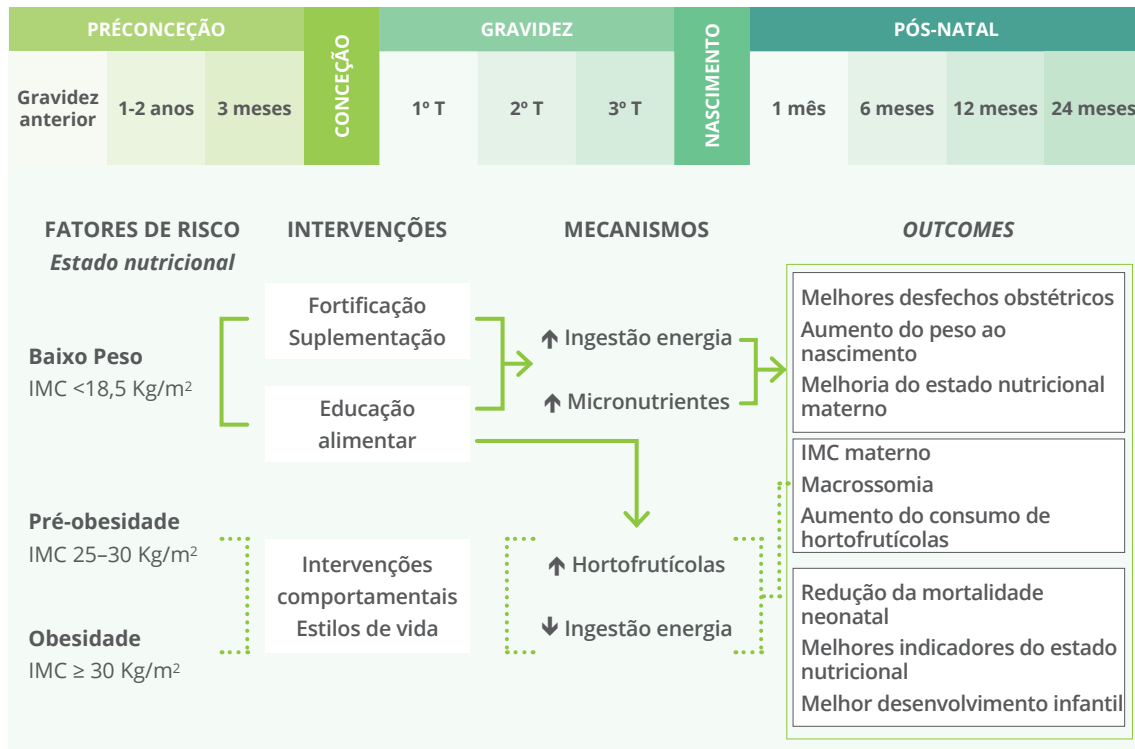 PRÉCONCEÇÃO
CONCEÇÃO
GRAVIDEZ
NASCIMENTO
PÓS-NATAL
Gravidez
anterior
1-2 anos
3 meses
1º T
2º T
3º T
1 mês
6 meses
12 meses
24 meses
FATORES DE RISCO
Estado nutricional
INTERVENÇÕES
MECANISMOS
OUTCOMES
Baixo Peso
IMC <18,5 Kg/m²
Pré-obesidade
IMC 25–30 Kg/m²
Obesidade
IMC ≥ 30 Kg/m²
Fortificação
Suplementação
Educação
alimentar
Intervenções
comportamentais
Estilos de vida
↑ Ingestão energia
↑ Micronutrientes
↑ Hortofrutícolas
↓ Ingestão energia
Melhores desfechos obstétricos
Aumento do peso ao
nascimento
Melhoria do estado nutricional
materno
IMC materno
Macrossomia
Aumento do consumo de
hortofrutícolas
Redução da mortalidade
neonatal
Melhores indicadores do estado
nutricional
Melhor desenvolvimento infantil